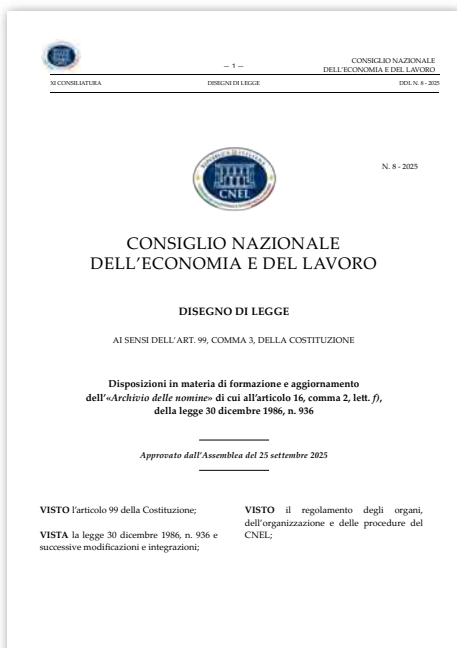 — 1 —
CONSIGLIO NAZIONALE
DELL'ECONOMIA E DEL LAVORO
XI CONSILIATURA DISEGNI DI LEGGE DDL N. 8 - 2025
N. 8 - 2025
CNEL
CONSIGLIO NAZIONALE
DELL'ECONOMIA E DEL LAVORO
DISEGNO DI LEGGE
AI SENSI DELL'ART. 99, COMMA 3, DELLA COSTITUZIONE
Disposizioni in materia di formazione e aggiornamento
dell'«Archivio delle nomine» di cui all'articolo 16, comma 2, lett. f),
della legge 30 dicembre 1986, n. 936
Approvato dall'Assemblea del 25 settembre 2025
VISTO l'articolo 99 della Costituzione;
VISTA la legge 30 dicembre 1986, n. 936 e
successive modificazioni e integrazioni;
VISTO il regolamento degli organi,
dell'organizzazione e delle procedure del
CNEL;